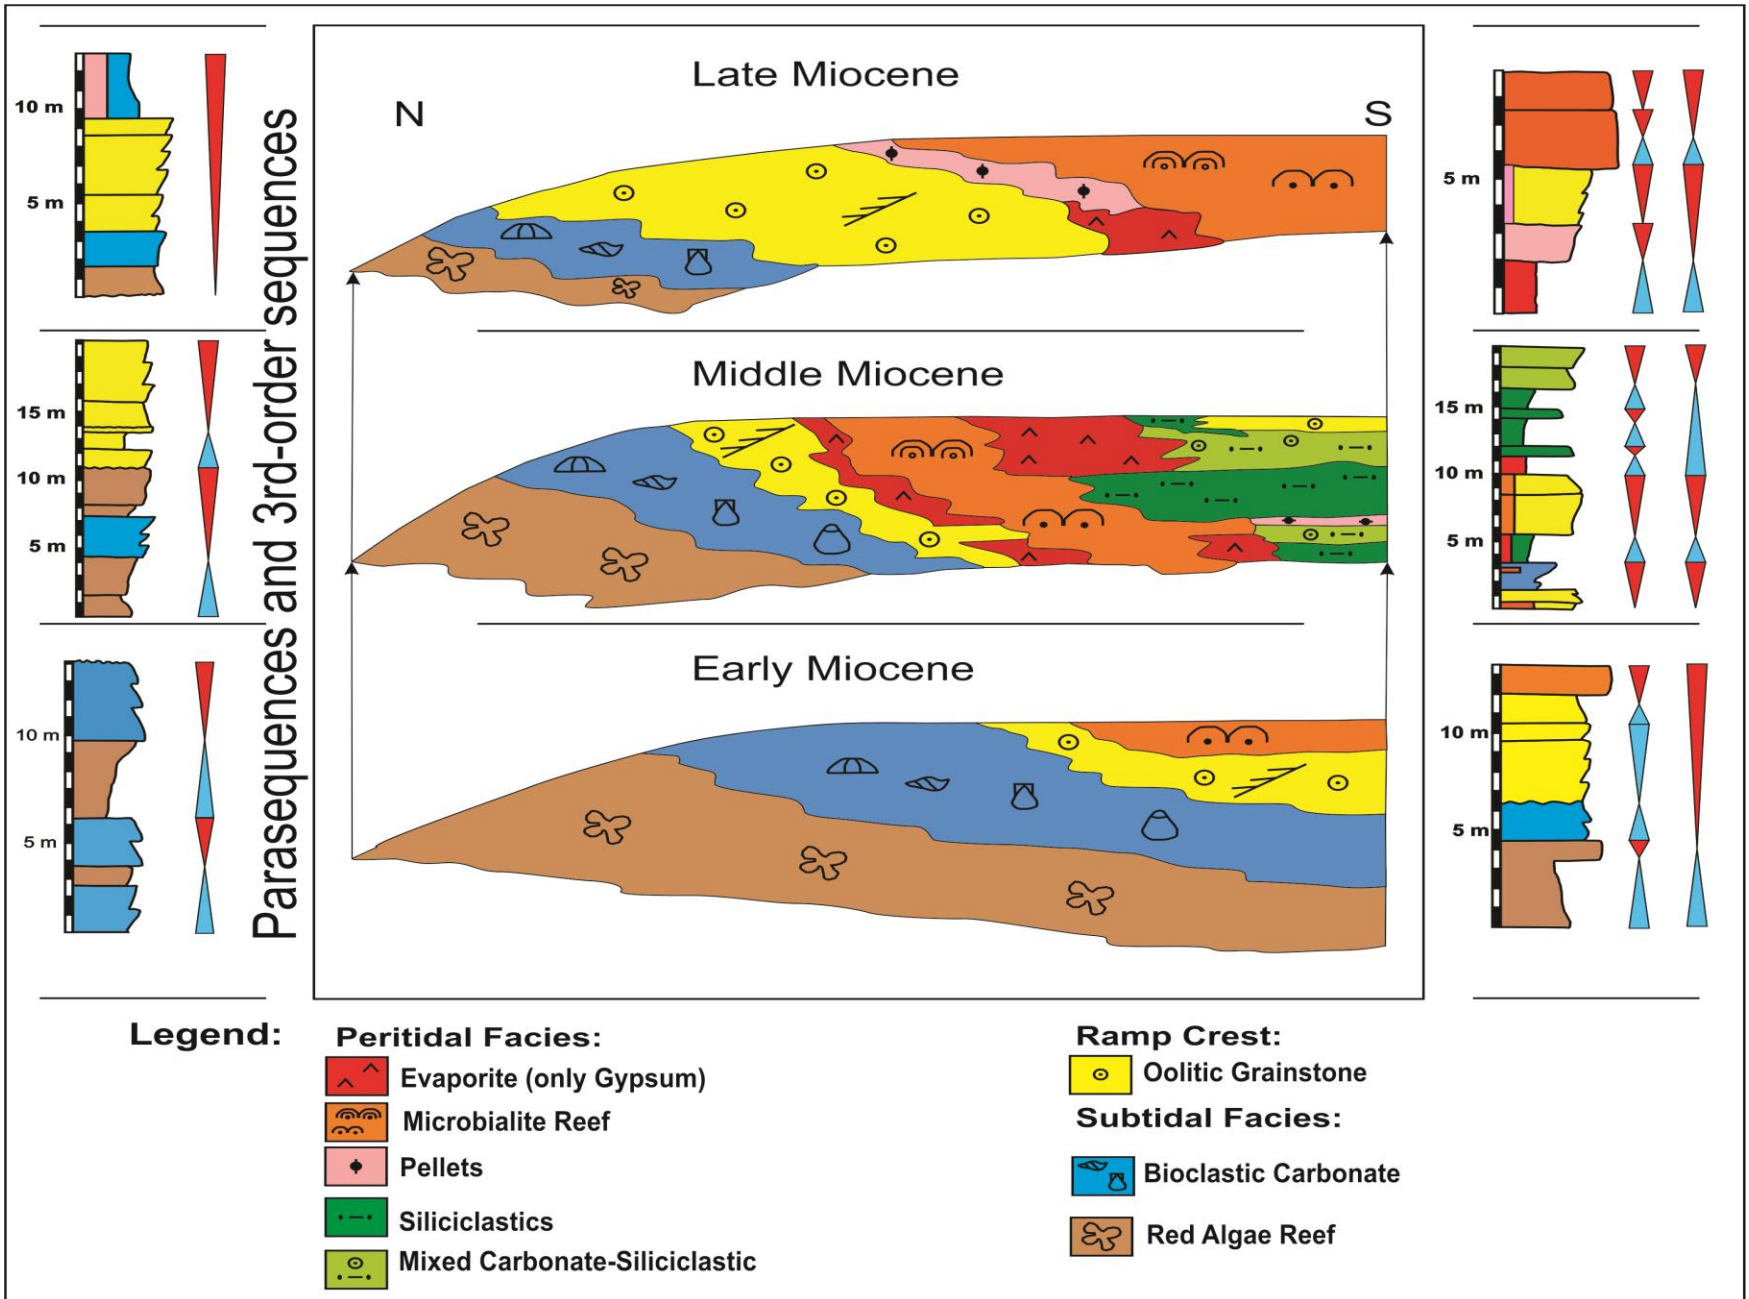 Late Miocene
N
S
Middle Miocene
Early Miocene
Parasequences and 3rd-order sequences
10 m
5 m
15 m
10 m
5 m
10 m
5 m
5 m
15 m
10 m
5 m
10 m
5 m
Legend:
Peritidal Facies:
Evaporite (only Gypsum)
Microbialite Reef
Pellets
Siliciclastics
Mixed Carbonate-Siliciclastic
Ramp Crest:
Oolitic Grainstone
Subtidal Facies:
Bioclastic Carbonate
Red Algae Reef